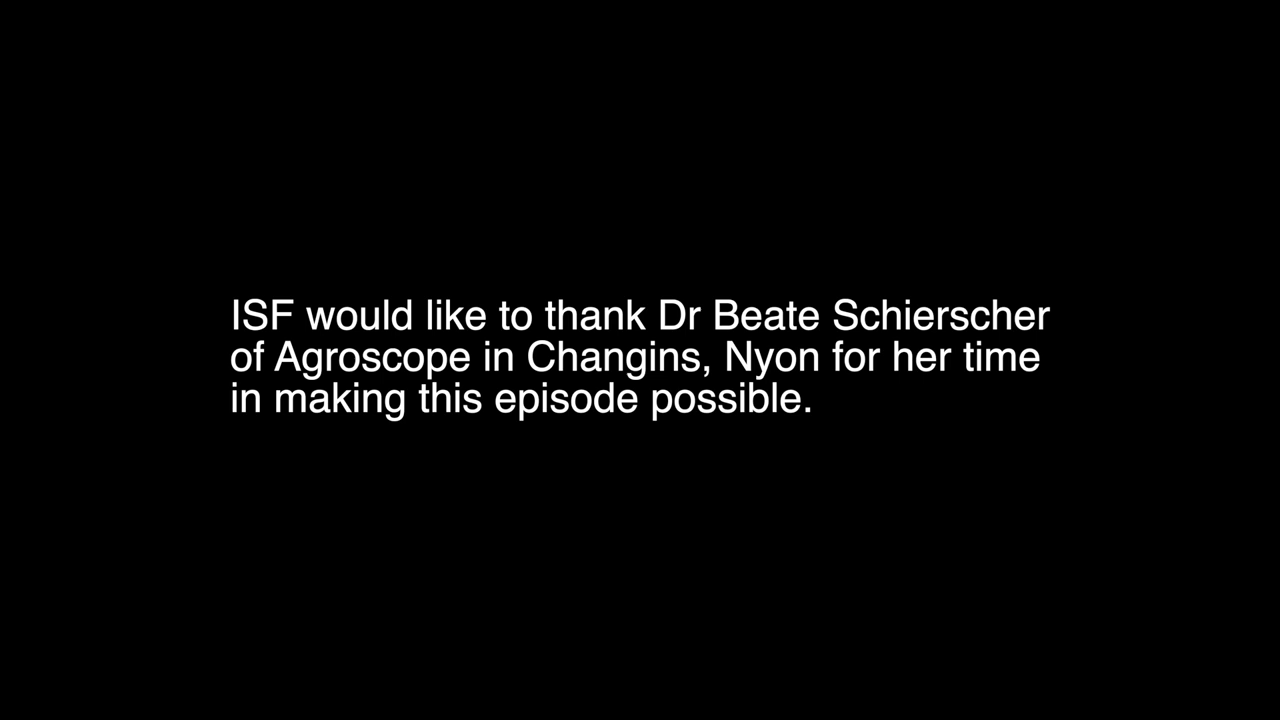 ISF would like to thank Dr Beate Schierscher
of Agroscope in Changins, Nyon for her time
in making this episode possible.